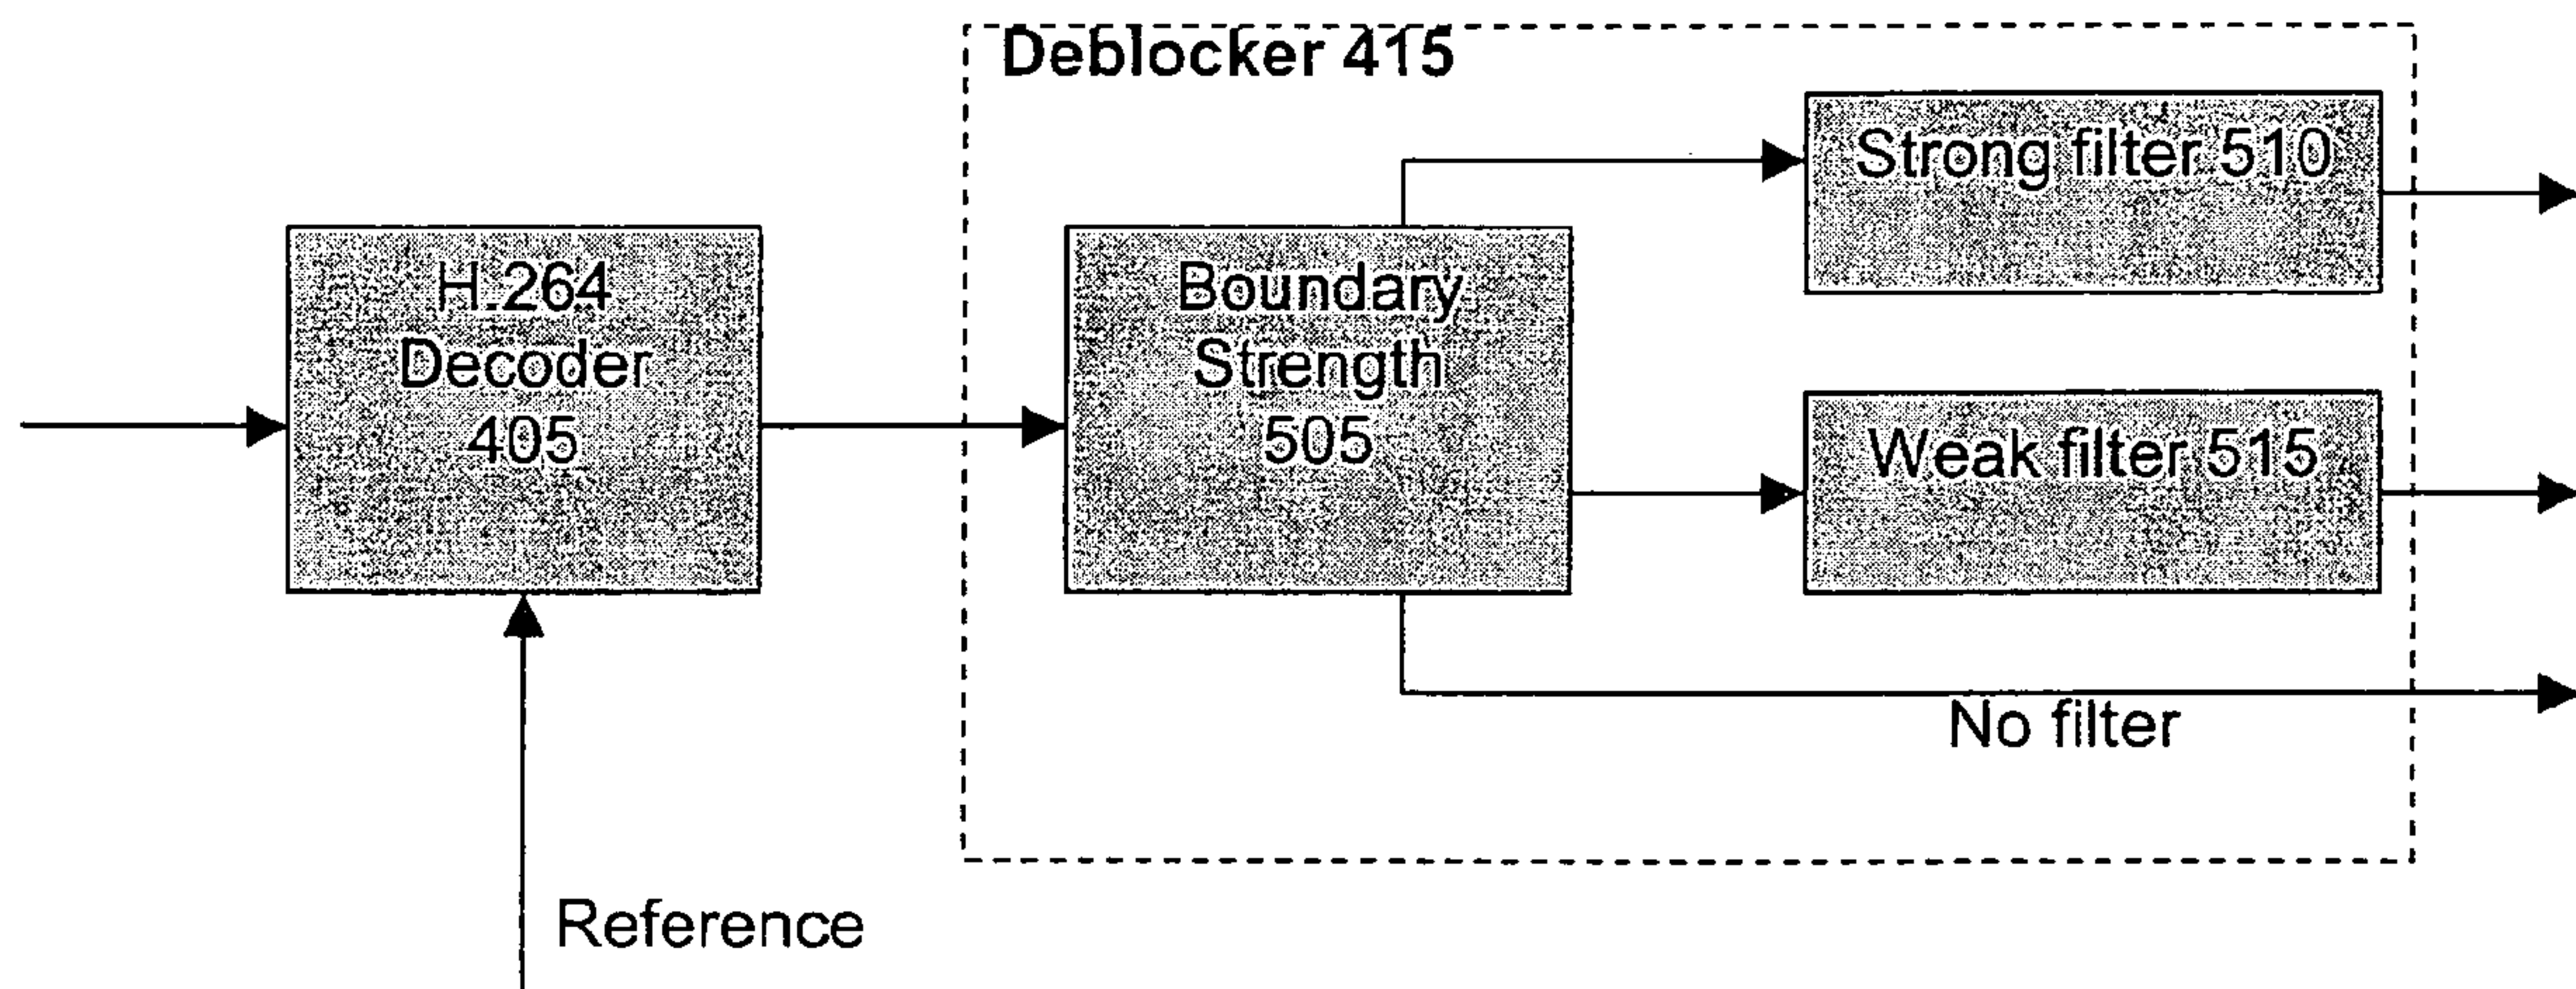 Deblocker 415
Strong filter 510
H.264
Decoder
405
Boundary
Strength
505
Weak filter 515
No filter
Reference